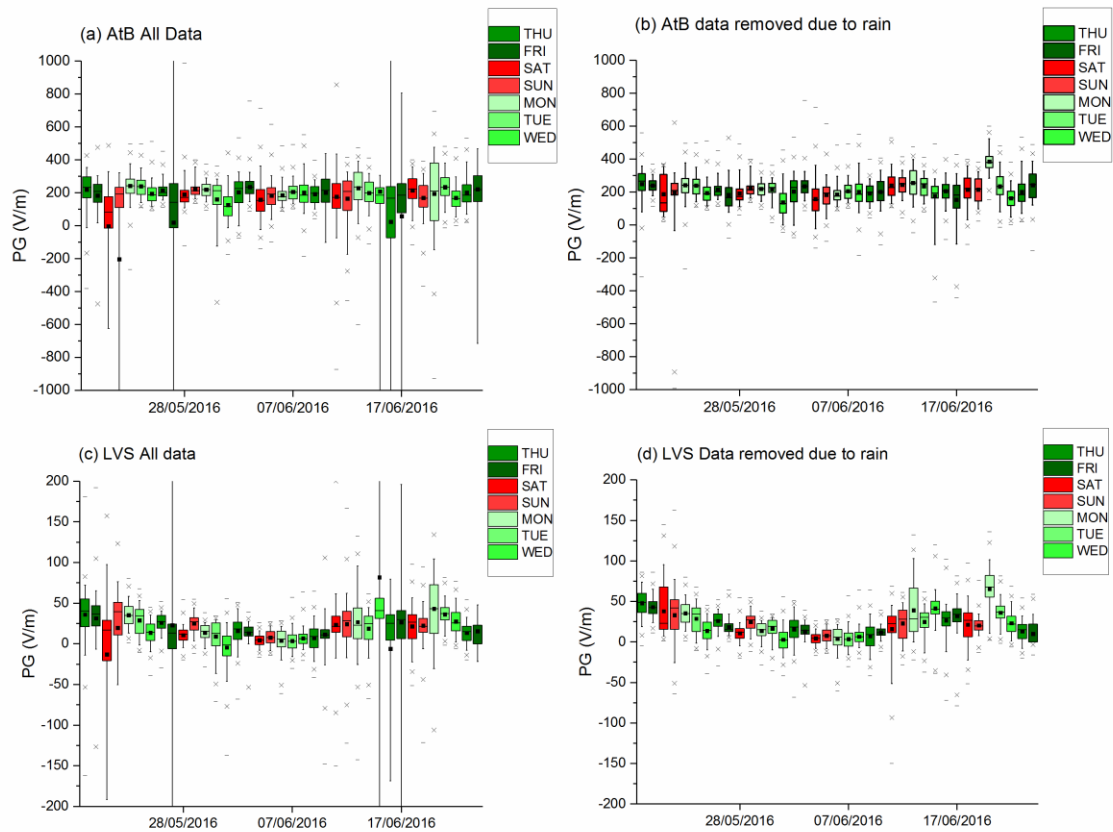 (a) AtB All Data
THU
FRI
SAT
SUN
MON
TUE
WED
PG (V/m)
1000
800
600
400
200
0
-200
-400
-600
-800
-1000
28/05/2016
07/06/2016
17/06/2016
(b) AtB data removed due to rain
THU
FRI
SAT
SUN
MON
TUE
WED
PG (V/m)
1000
800
600
400
200
0
-200
-400
-600
-800
-1000
28/05/2016
07/06/2016
17/06/2016
(c) LVS All data
THU
FRI
SAT
SUN
MON
TUE
WED
PG (V/m)
200
150
100
50
0
-50
-100
-150
-200
28/05/2016
07/06/2016
17/06/2016
(d) LVS Data removed due to rain
THU
FRI
SAT
SUN
MON
TUE
WED
PG (V/m)
200
150
100
50
0
-50
-100
-150
-200
28/05/2016
07/06/2016
17/06/2016